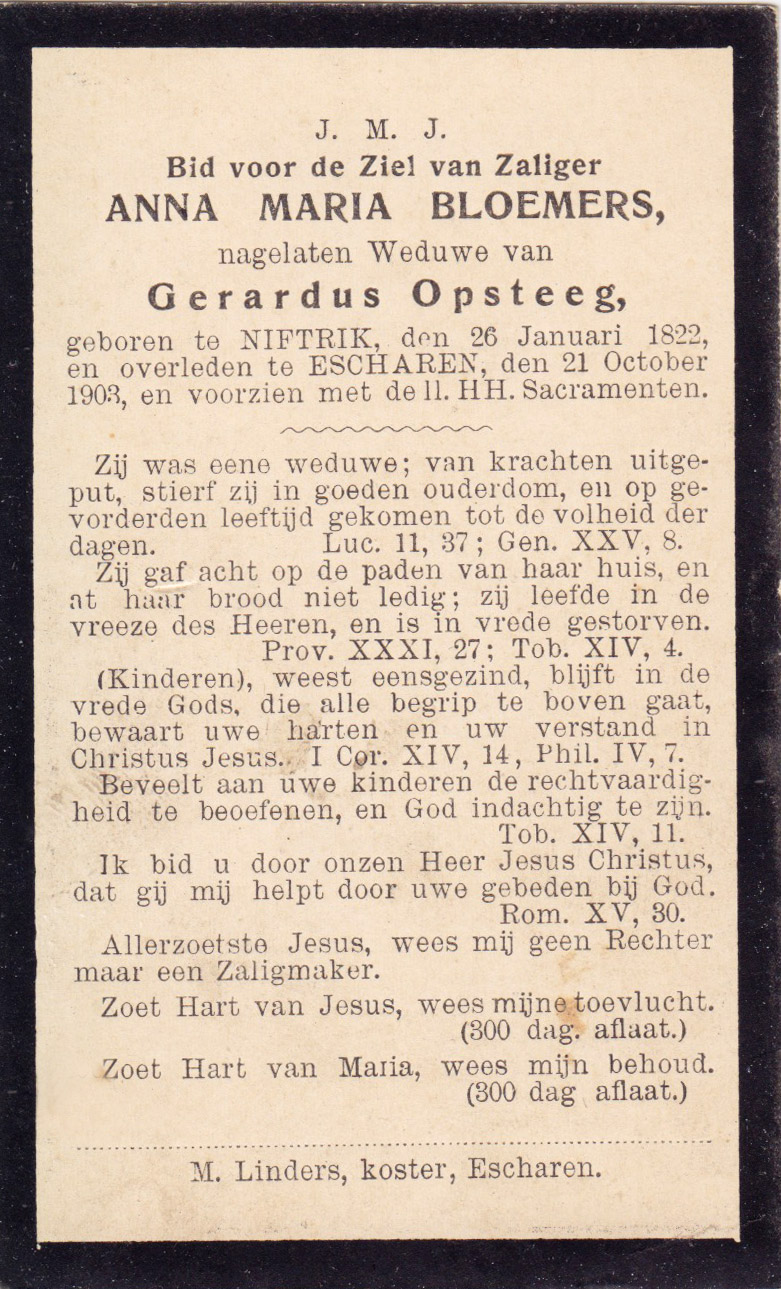 J. M. J.
Bid voor de Ziel van Zaliger
ANNA MARIA BLOEMERS,
nagelaten Weduwe van
Gerardus Opsteeg,
geboren te NIFTRIK, den 26 Januari 1822,
en overleden te ESCHAREN, den 21 October
1903, en voorzien met de ll. HH. Sacramenten.
Zij was eene weduwe; van krachten uitge-
put, stierf zij in goeden ouderdom, en op ge-
vorderden leeftijd gekomen tot de volheid der
dagen. Luc. 11, 37; Gen. XXV, 8.
Zij gaf acht op de paden van haar huis, en
at haar brood niet ledig; zij leefde in de
vreeze des Heeren, en is in vrede gestorven.
Prov. XXXI, 27; Tob. XIV, 4.
(Kinderen), weest eensgezind, blijft in de
vrede Gods, die alle begrip te boven gaat,
bewaart uwe harten en uw verstand in
Christus Jesus. I Cor. XIV, 14, Phil. IV, 7.
Beveelt aan uwe kinderen de rechtvaardig-
heid te beoefenen, en God indachtig te zijn.
Tob. XIV, 11.
Ik bid u door onzen Heer Jesus Christus,
dat gij mij helpt door uwe gebeden bij God.
Rom. XV, 30.
Allerzoetste Jesus, wees mij geen Rechter
maar een Zaligmaker.
Zoet Hart van Jesus, wees mijne toevlucht.
(300 dag. aflaat.)
Zoet Hart van Maria, wees mijn behoud.
(300 dag aflaat.)
M. Linders, koster, Escharen.